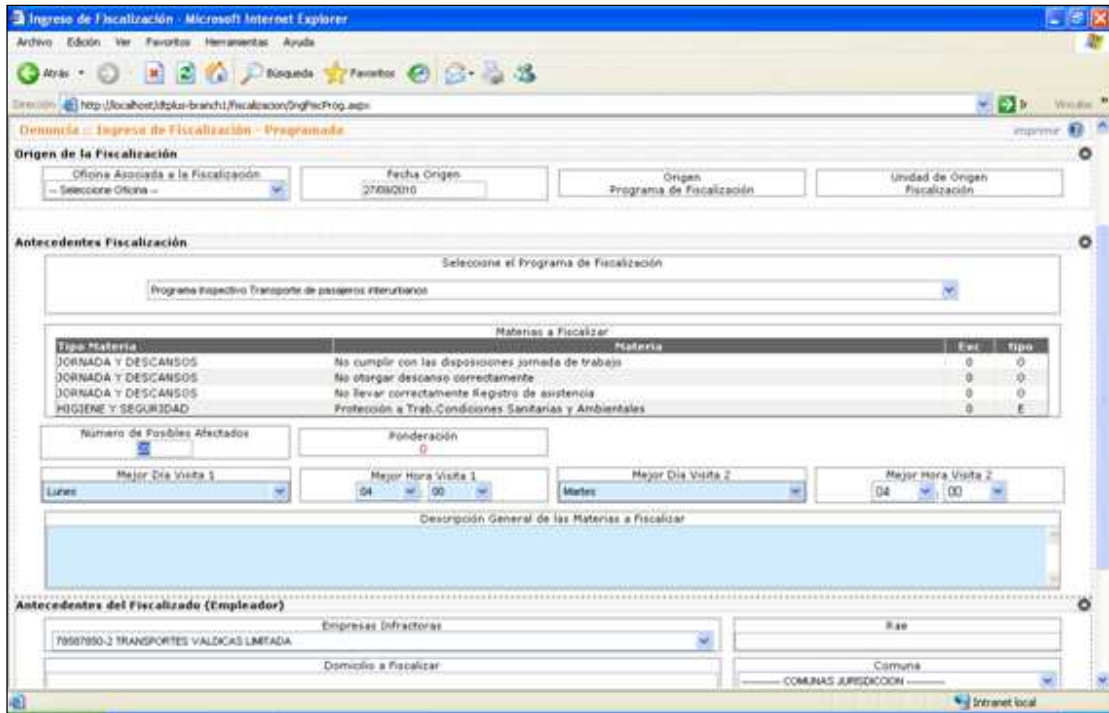 Ingreso de Fiscalización - Microsoft Internet Explorer
Archivo Edición Ver Favoritos Herramientas Ayuda
Atrás Búsqueda Favoritos
Dirección http://localhost/dtplus-branch1/fiscalizacion/IngFiscProg.aspx Ir Vínculos
Denuncia :: Ingreso de Fiscalización - Programada imprimir
Origen de la Fiscalización
Oficina Asociada a la Fiscalización Fecha Origen Origen Unidad de Origen
-- Seleccione Oficina -- 27/08/2010 Programa de Fiscalización Fiscalización
Antecedentes Fiscalización
Seleccione el Programa de Fiscalización
Programa Inspectivo Transporte de pasajeros interurbanos
Materias a Fiscalizar
Tipo Materia Materia Exc tipo
JORNADA Y DESCANSOS No cumplir con las disposiciones jornada de trabajo 0 O
JORNADA Y DESCANSOS No otorgar descanso correctamente 0 O
JORNADA Y DESCANSOS No llevar correctamente Registro de asistencia 0 O
HIGIENE Y SEGURIDAD Protección a Trab.Condiciones Sanitarias y Ambientales 0 E
Número de Posibles Afectados Ponderación
0
Mejor Día Visita 1 Mejor Hora Visita 1 Mejor Día Visita 2 Mejor Hora Visita 2
Lunes 04 : 00 Martes 04 : 00
Descripción General de las Materias a Fiscalizar
Antecedentes del Fiscalizado (Empleador)
Empresas Infractoras Rae
TRANSPORTES VALDICAS LIMITADA
Domicilio a Fiscalizar Comuna
---------- COMUNAS JURISDICCION ----------
Intranet local